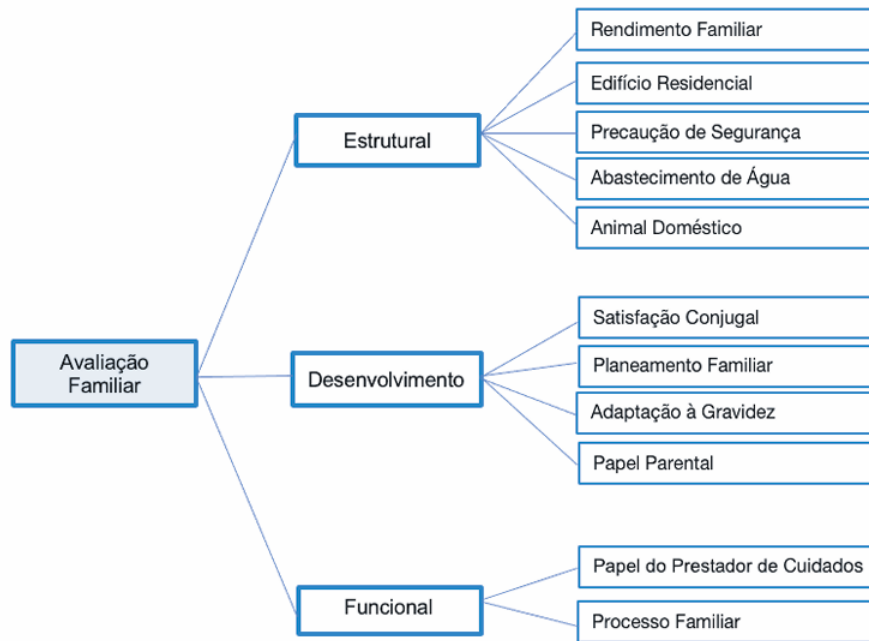 Avaliação
Familiar
Estrutural
Rendimento Familiar
Edifício Residencial
Precaução de Segurança
Abastecimento de Água
Animal Doméstico
Desenvolvimento
Satisfação Conjugal
Planeamento Familiar
Adaptação à Gravidez
Papel Parental
Funcional
Papel do Prestador de Cuidados
Processo Familiar